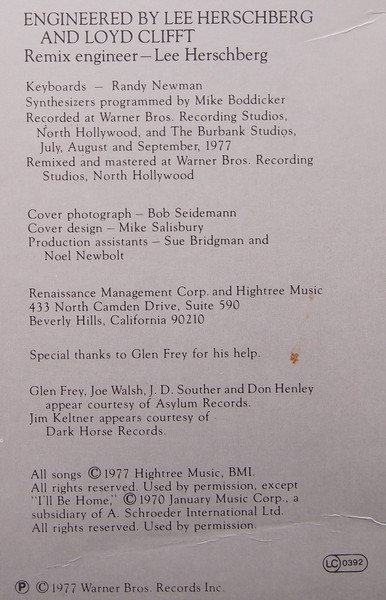 ENGINEERED BY LEE HERSCHBERG
AND LOYD CLIFFT
Remix engineer — Lee Herschberg
Keyboards — Randy Newman
Synthesizers programmed by Mike Boddicker
Recorded at Warner Bros. Recording Studios,
North Hollywood, and The Burbank Studios,
July, August and September, 1977
Remixed and mastered at Warner Bros. Recording
Studios, North Hollywood
Cover photograph — Bob Seidemann
Cover design — Mike Salisbury
Production assistants — Sue Bridgman and
Noel Newbolt
Renaissance Management Corp. and Hightree Music
433 North Camden Drive, Suite 590
Beverly Hills, California 90210
Special thanks to Glen Frey for his help.
Glen Frey, Joe Walsh, J. D. Souther and Don Henley
appear courtesy of Asylum Records.
Jim Keltner appears courtesy of
Dark Horse Records.
All songs © 1977 Hightree Music, BMI.
All rights reserved. Used by permission, except
"I'll Be Home," © 1970 January Music Corp., a
subsidiary of A. Schroeder International Ltd.
All rights reserved. Used by permission.
LC 0392
℗ © 1977 Warner Bros. Records Inc.